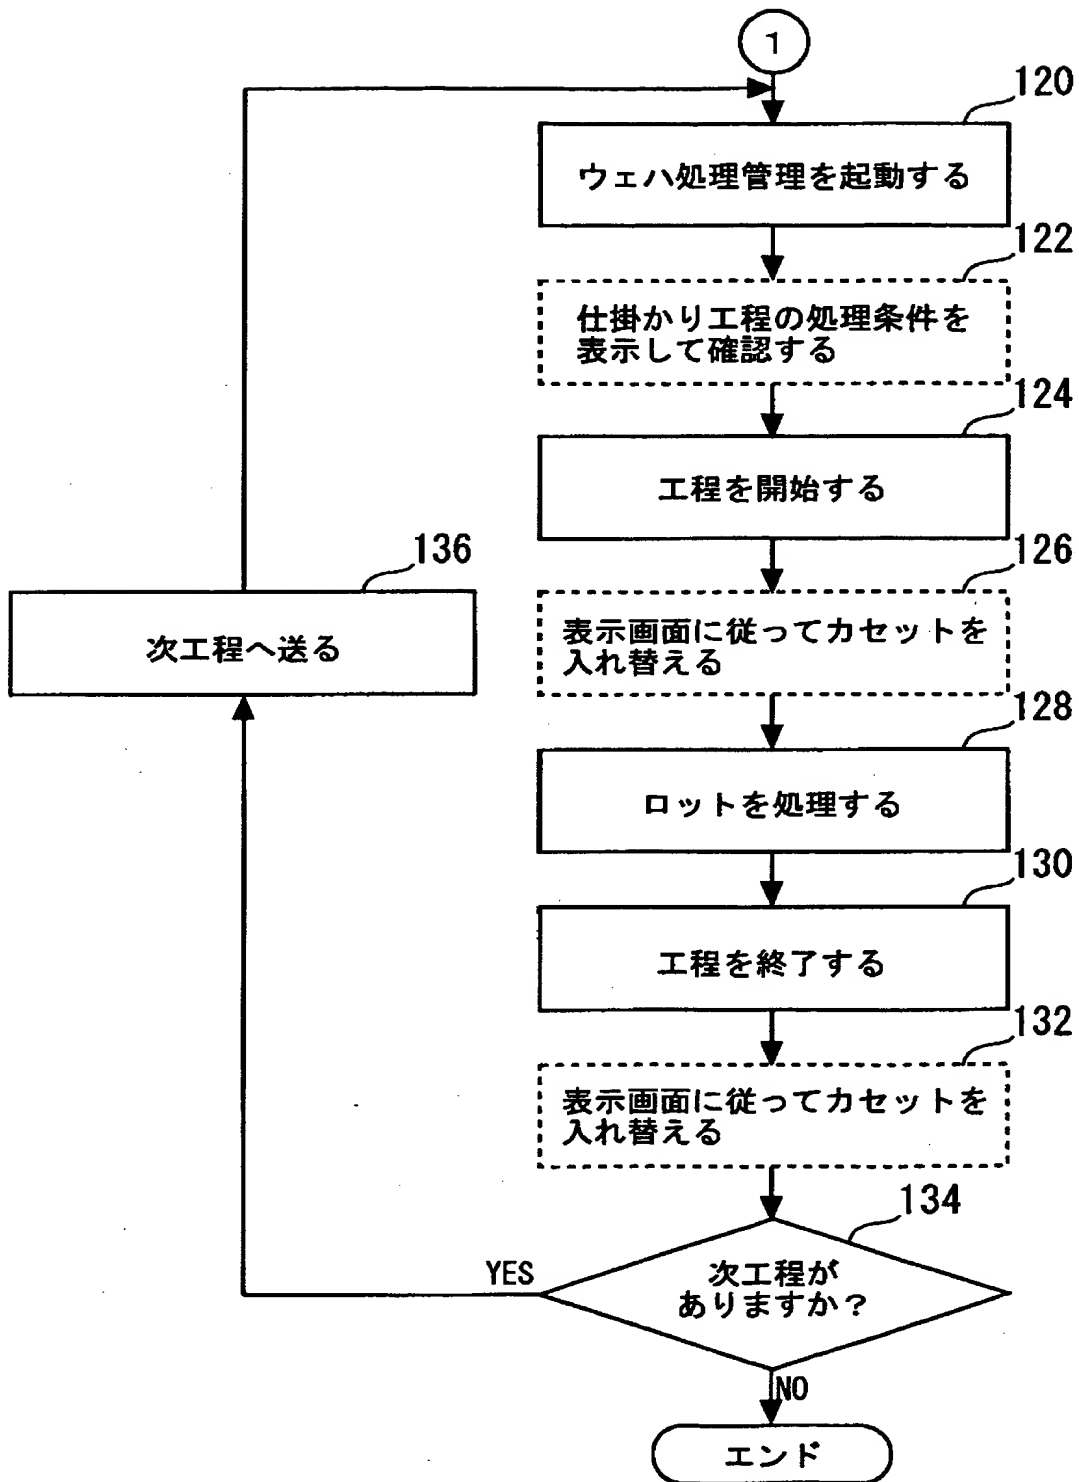 1
120
ウェハ処理管理を起動する
122
仕掛かり工程の処理条件を
表示して確認する
124
工程を開始する
126
表示画面に従ってカセットを
入れ替える
128
ロットを処理する
130
工程を終了する
132
表示画面に従ってカセットを
入れ替える
134
次工程が
ありますか？
YES
136
次工程へ送る
NO
エンド